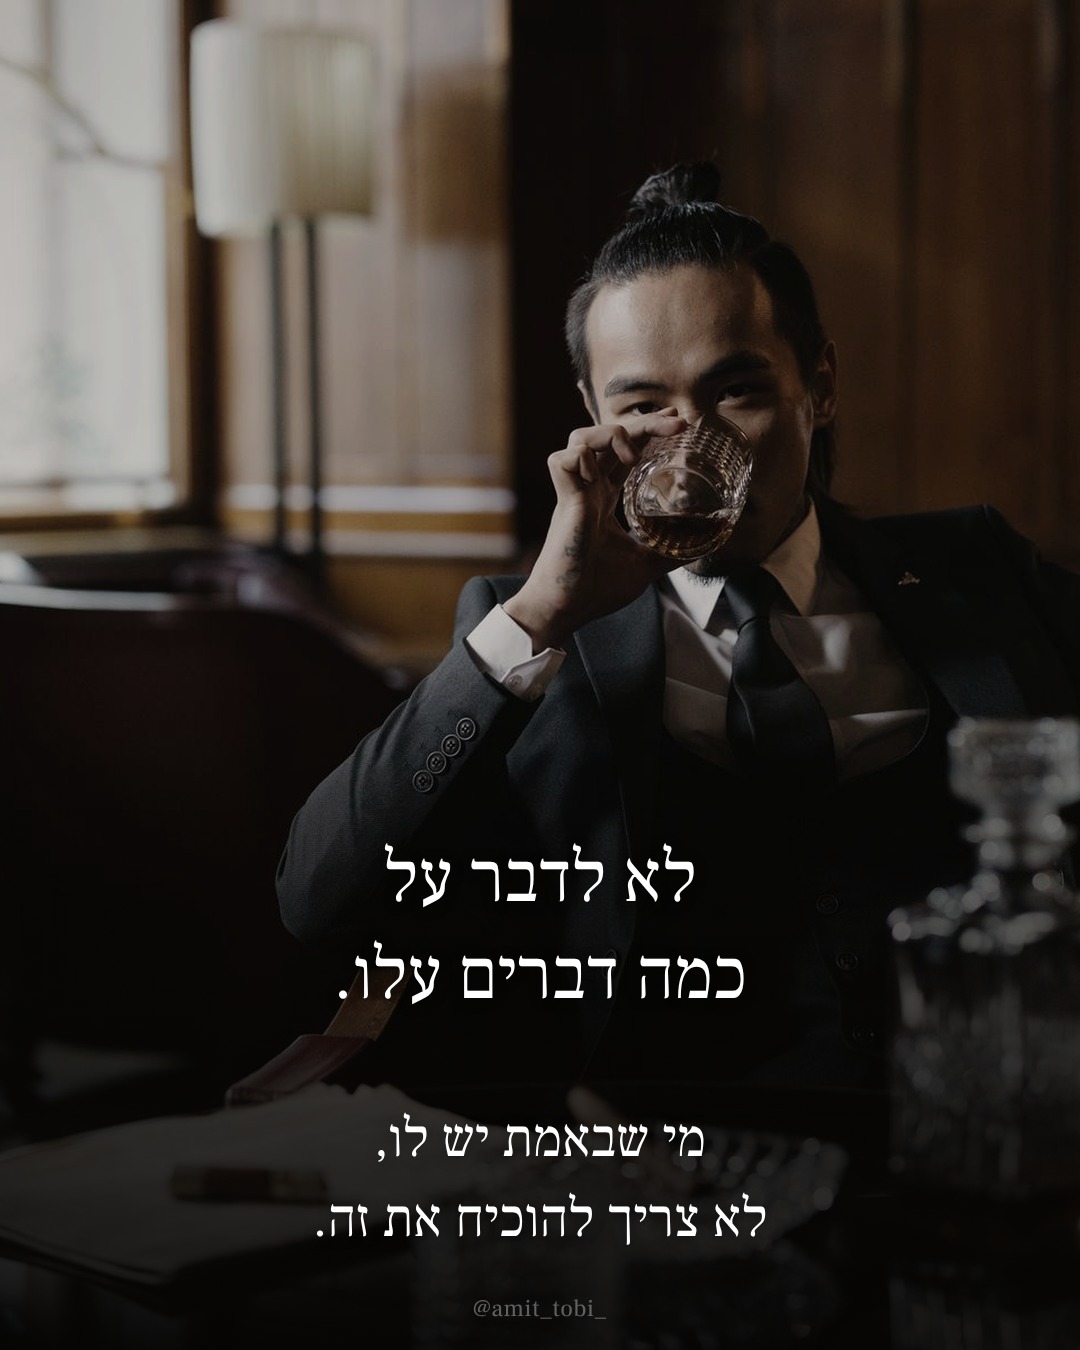 לא לדבר על
כמה דברים עלו.
מי שבאמת יש לו,
לא צריך להוכיח את זה.
@amit_tobi_